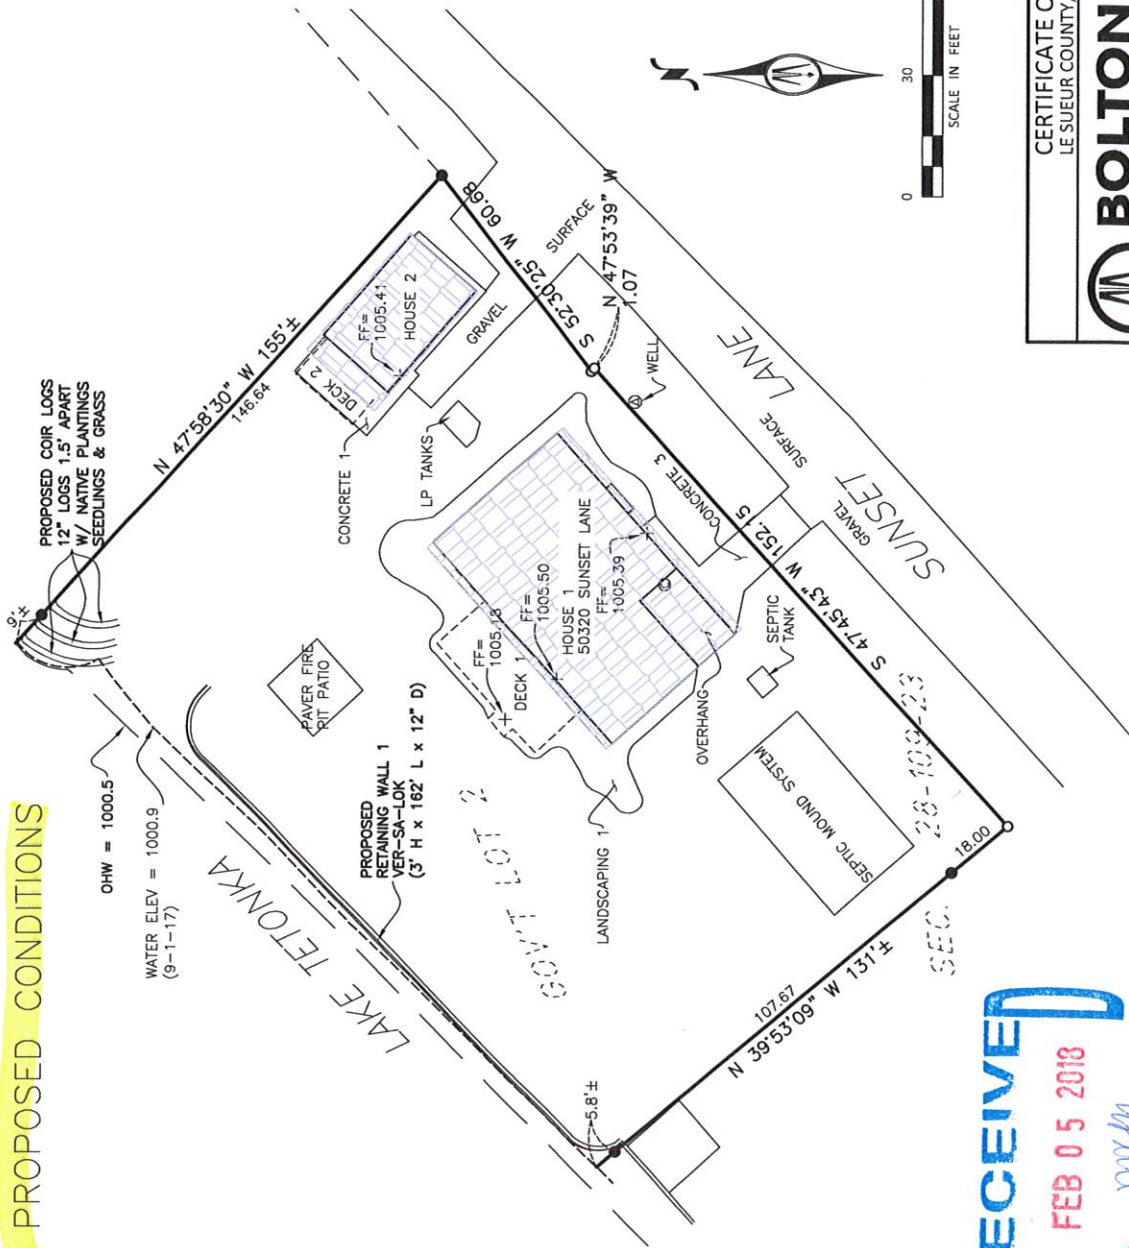 PROPOSED CONDITIONS
PROPOSED COIR LOGS
12" LOGS 1.5' APART
W/ NATIVE PLANTINGS
SEEDLINGS & GRASS
9'±
OHW = 1000.5
WATER ELEV = 1000.9
(9-1-17)
N 47°58'30" W 155'±
146.64
CONCRETE 1
DECK 2
FF=
1005.41
HOUSE 2
GRAVEL
SURFACE
LP TANKS
S 52°30'25" W 60.68
N 47°53'39" W
1.07
WELL
PAVER FIRE
PIT PATIO
PROPOSED
RETAINING WALL 1
VER-SA-LOK
(3' H x 162' L x 12" D)
LAKE TETONKA
GOV'T LOT 2
FF=
1005.13
DECK 1
FF=
1005.50
HOUSE 1
50320 SUNSET LANE
FF=
1005.39
CONCRETE 3
OVERHANG
LANDSCAPING 1
SEPTIC
TANK
SEPTIC MOUND SYSTEM
S 47°45'43" W 152.15
GRAVEL SURFACE
SUNSET LANE
SEC. 28-109-23
18.00
107.67
N 39°53'09" W 131'±
5.8'±
N
0 30
SCALE IN FEET
CERTIFICATE O
LE SUEUR COUNTY,
BOLTON
ECEIVED
FEB 05 2018